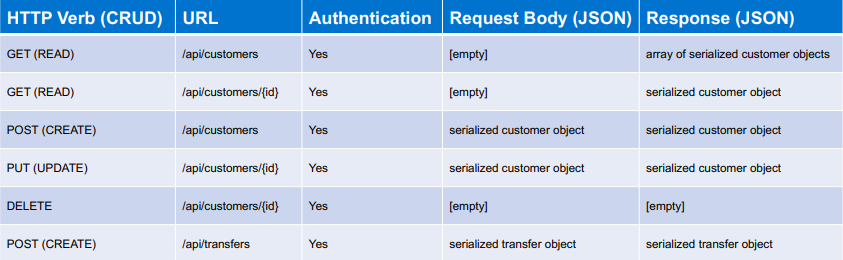 HTTP Verb (CRUD) URL Authentication Request Body (JSON) Response (JSON)
GET (READ) /api/customers Yes [empty] array of serialized customer objects
GET (READ) /api/customers/{id} Yes [empty] serialized customer object
POST (CREATE) /api/customers Yes serialized customer object serialized customer object
PUT (UPDATE) /api/customers/{id} Yes serialized customer object serialized customer object
DELETE /api/customers/{id} Yes [empty] [empty]
POST (CREATE) /api/transfers Yes serialized transfer object serialized transfer object